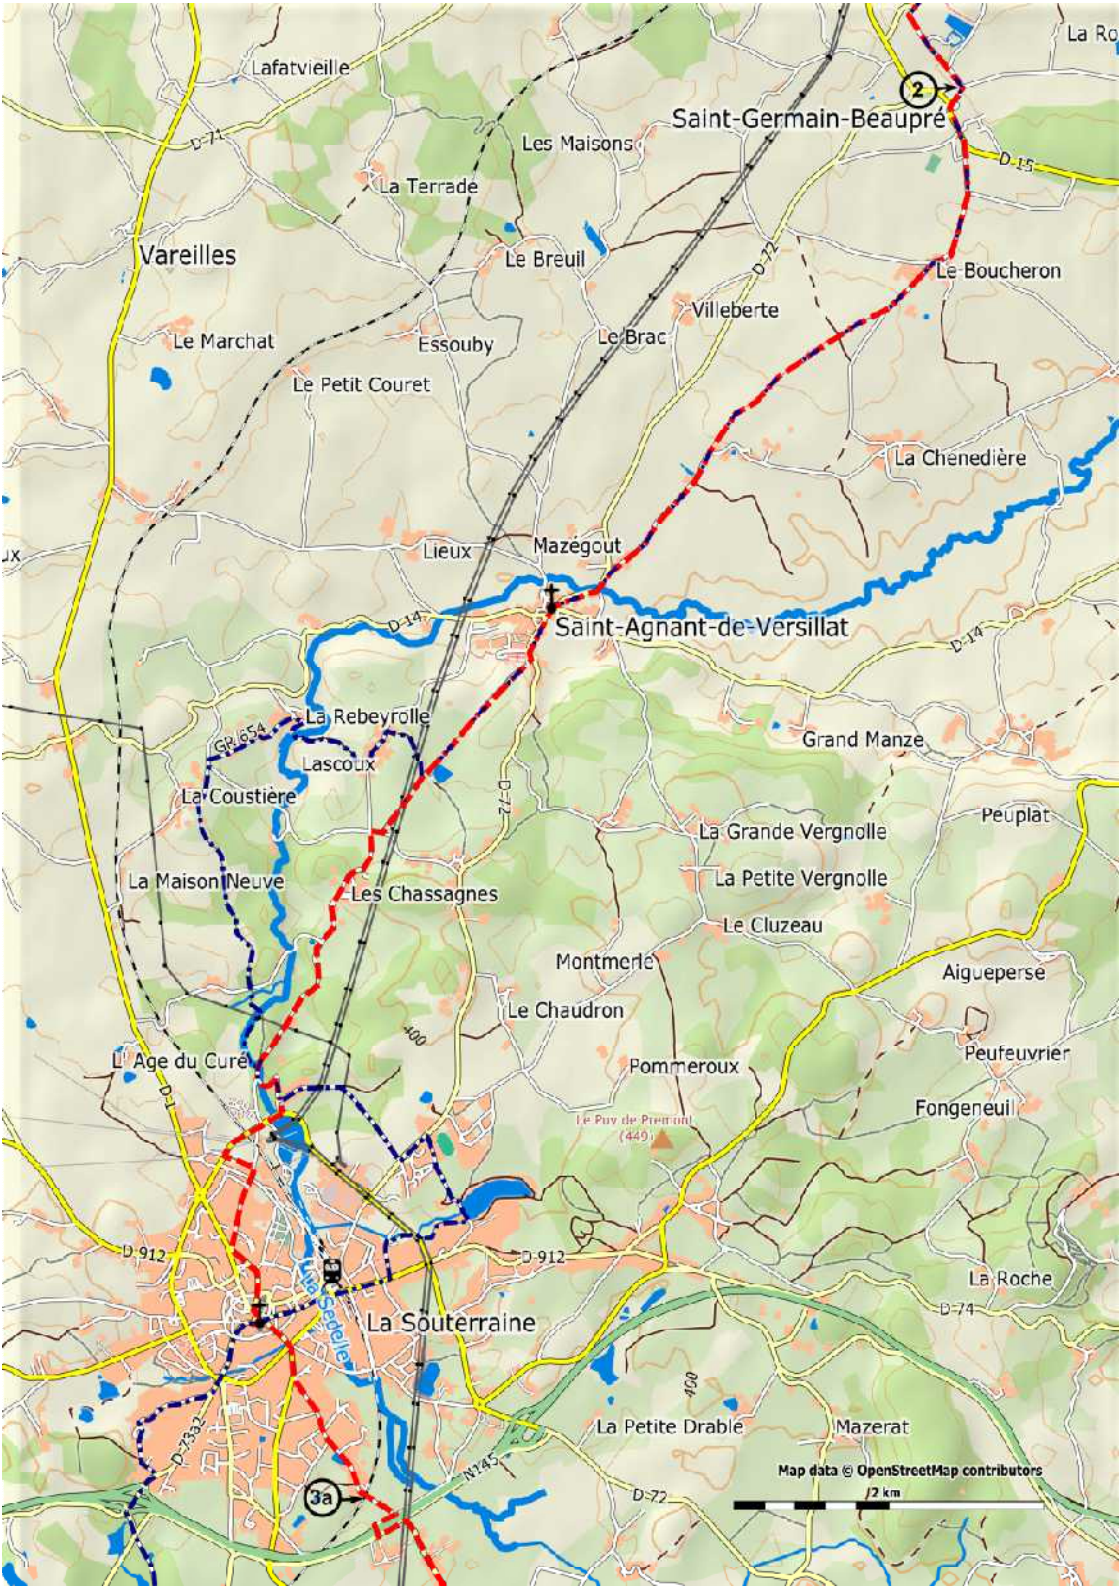 La Ro
Lafatvieille
2
Saint-Germain-Beaupré
D 71
Les Maisons
D 15
La Terrade
Vareilles
Le Breuil
D-72
Le Boucheron
Villeberte
Le Marchat
Essouby
Le Brac
Le Petit Couret
La Chenedière
ux
Lieux
Mazégout
D 14
Saint-Agnant-de-Versillat
D-14
La Rebeyrolle
GR 654
Lascoux
Grand Manze
La Coustière
D-72
Peuplat
La Grande Vergnolle
La Maison Neuve
Les Chassagnes
La Petite Vergnolle
Le Cluzeau
Montmerle
Aigueperse
Le Chaudron
400
L' Age du Curé
Pommeroux
Peufeuvrier
D-1
Le Puy de Prémont
(449)
Fongeneuil
D 912
D 912
La Roche
La Sedelle
La Souterraine
D-74
400
La Petite Drable
Mazerat
D-73a2
N145
Map data © OpenStreetMap contributors
3a
D-72
2 km